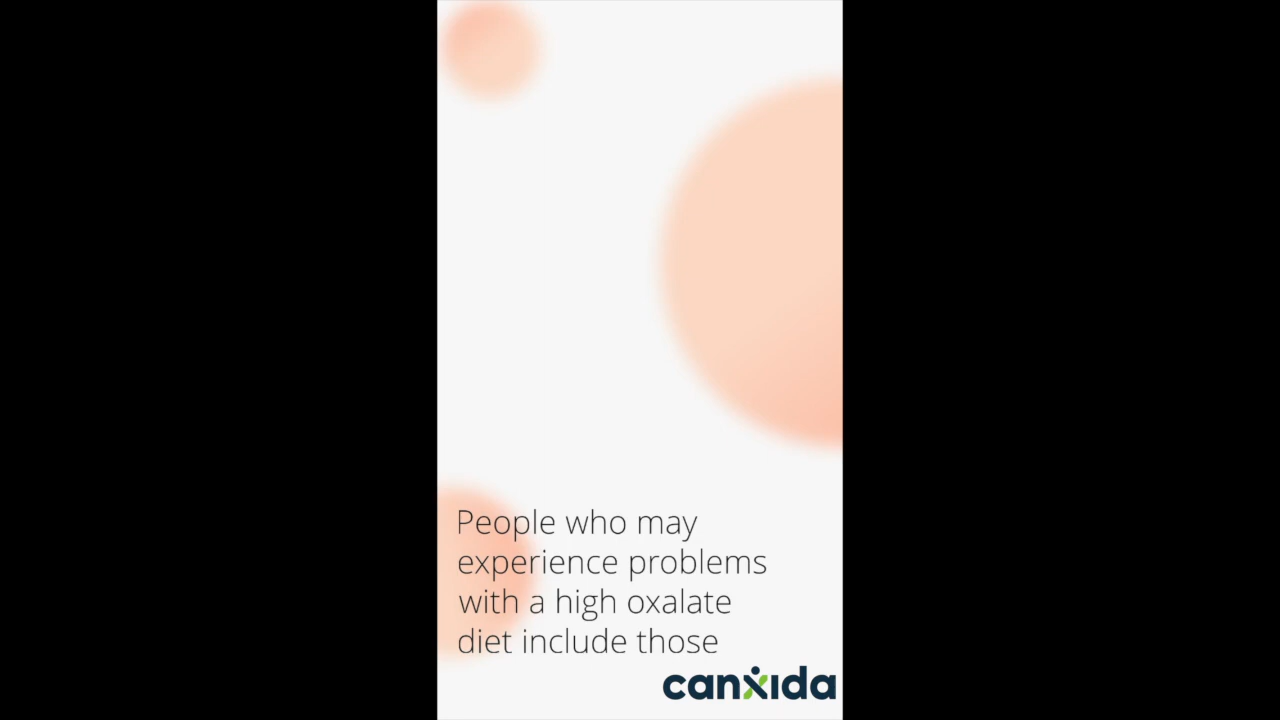 People who may
experience problems
with a high oxalate
diet include those
canxida